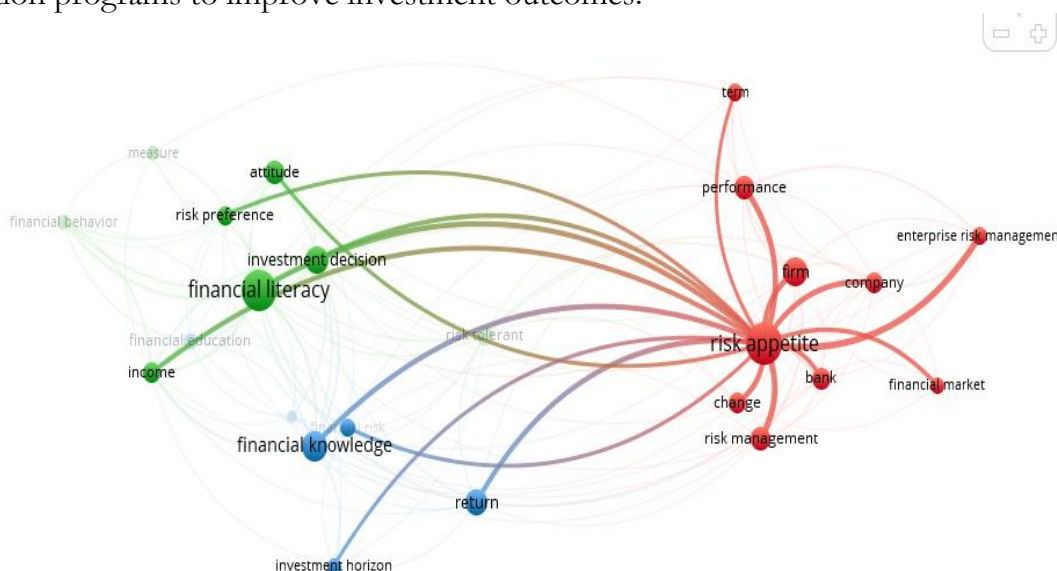 tion programs to improve investment outcomes.
term
measure
attitude
performance
risk preference
financial behavior
enterprise risk managemen
investment decision
firm
company
financial literacy
risk tolerant
financial education
risk appetite
income
bank
financial market
change
risk management
financial knowledge
return
investment horizon